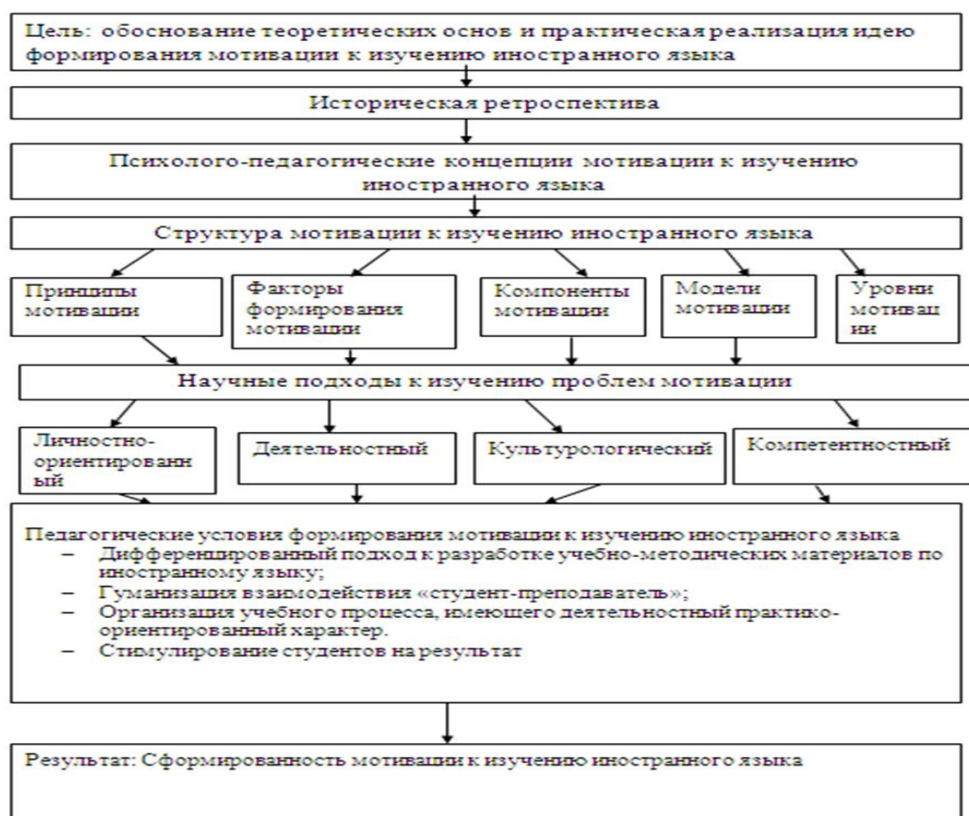 Цель: обоснование теоретических основ и практическая реализация идею
формирования мотивации к изучению иностранного языка
Историческая ретроспектива
Психолого-педагогические концепции мотивации к изучению
иностранного языка
Структура мотивации к изучению иностранного языка
Принципы
мотивации
Факторы
формирования
мотивации
Компоненты
мотивации
Модели
мотивации
Уровни
мотивац
ии
Научные подходы к изучению проблем мотивации
Личностно-
ориентированн
ый
Деятельностный
Культурологический
Компетентностный
Педагогические условия формирования мотивации к изучению иностранного языка
– Дифференцированный подход к разработке учебно-методических материалов по
иностранному языку;
– Гуманизация взаимодействия «студент-преподаватель»;
– Организация учебного процесса, имеющего деятельностный практико-
ориентированный характер.
– Стимулирование студентов на результат
Результат: Сформированность мотивации к изучению иностранного языка